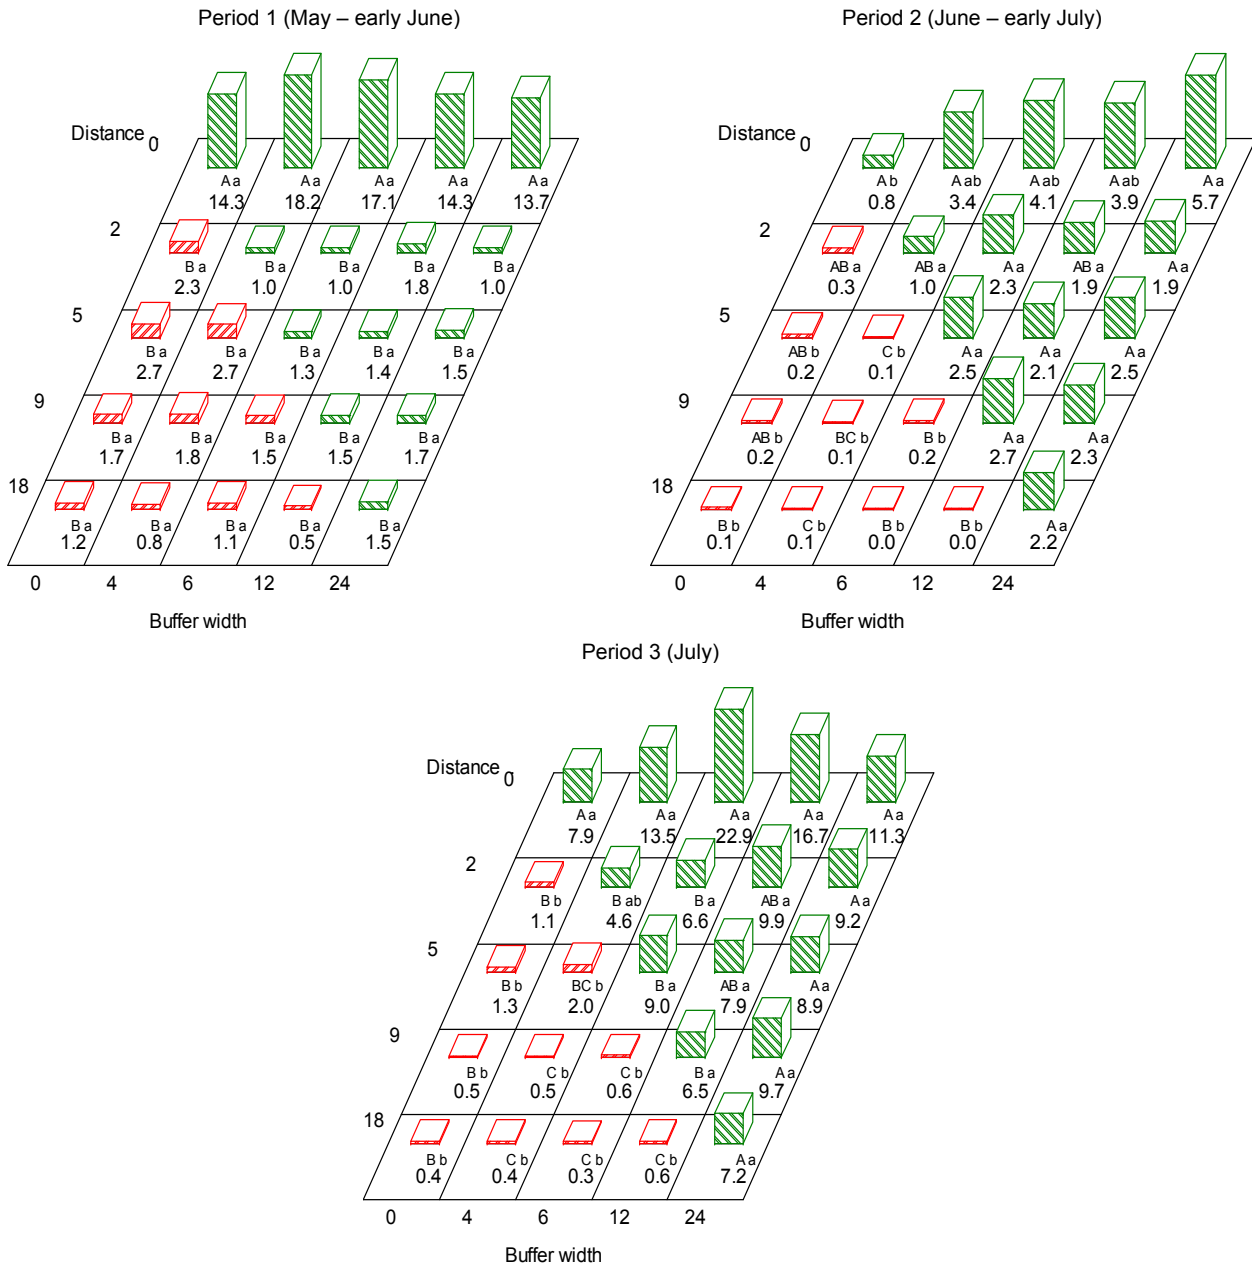 Period 1 (May – early June)
Distance 0
A a A a A a A a A a
14.3 18.2 17.1 14.3 13.7
2
B a B a B a B a B a
2.3 1.0 1.0 1.8 1.0
5
B a B a B a B a B a
2.7 2.7 1.3 1.4 1.5
9
B a B a B a B a B a
1.7 1.8 1.5 1.5 1.7
18
B a B a B a B a B a
1.2 0.8 1.1 0.5 1.5
0 4 6 12 24
Buffer width
Period 2 (June – early July)
Distance 0
A b A ab A ab A ab A a
0.8 3.4 4.1 3.9 5.7
2
AB a AB a A a AB a A a
0.3 1.0 2.3 1.9 1.9
5
AB b C b A a A a A a
0.2 0.1 2.5 2.1 2.5
9
AB b BC b B b A a A a
0.2 0.1 0.2 2.7 2.3
18
B b C b B b B b A a
0.1 0.1 0.0 0.0 2.2
0 4 6 12 24
Buffer width
Period 3 (July)
Distance 0
A a A a A a A a A a
7.9 13.5 22.9 16.7 11.3
2
B b B ab B a AB a A a
1.1 4.6 6.6 9.9 9.2
5
B b BC b B a AB a A a
1.3 2.0 9.0 7.9 8.9
9
B b C b C b B a A a
0.5 0.5 0.6 6.5 9.7
18
B b C b C b C b A a
0.4 0.4 0.3 0.6 7.2
0 4 6 12 24
Buffer width